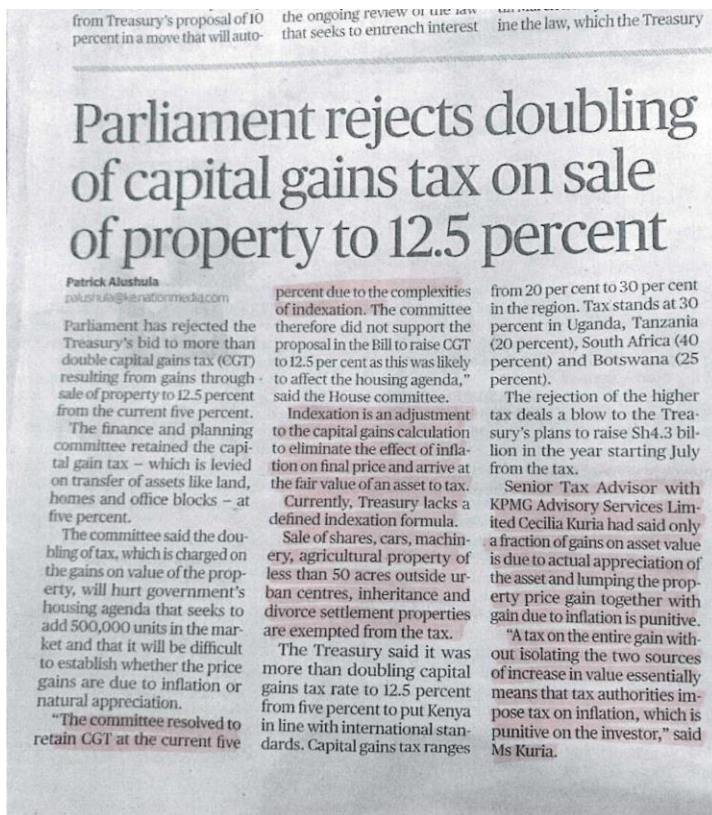 from Treasury's proposal of 10
percent in a move that will auto-
the ongoing review of the law
that seeks to entrench interest
ine the law, which the Treasury
Parliament rejects doubling
of capital gains tax on sale
of property to 12.5 percent
Patrick Alushula
palushula@ke.nationmedia.com
Parliament has rejected the
Treasury's bid to more than
double capital gains tax (CGT)
resulting from gains through
sale of property to 12.5 percent
from the current five percent.
The finance and planning
committee retained the capi-
tal gain tax – which is levied
on transfer of assets like land,
homes and office blocks – at
five percent.
The committee said the dou-
bling of tax, which is charged on
the gains on value of the prop-
erty, will hurt government's
housing agenda that seeks to
add 500,000 units in the mar-
ket and that it will be difficult
to establish whether the price
gains are due to inflation or
natural appreciation.
"The committee resolved to
retain CGT at the current five
percent due to the complexities
of indexation. The committee
therefore did not support the
proposal in the Bill to raise CGT
to 12.5 per cent as this was likely
to affect the housing agenda,"
said the House committee.
Indexation is an adjustment
to the capital gains calculation
to eliminate the effect of infla-
tion on final price and arrive at
the fair value of an asset to tax.
Currently, Treasury lacks a
defined indexation formula.
Sale of shares, cars, machin-
ery, agricultural property of
less than 50 acres outside ur-
ban centres, inheritance and
divorce settlement properties
are exempted from the tax.
The Treasury said it was
more than doubling capital
gains tax rate to 12.5 percent
from five percent to put Kenya
in line with international stan-
dards. Capital gains tax ranges
from 20 per cent to 30 per cent
in the region. Tax stands at 30
percent in Uganda, Tanzania
(20 percent), South Africa (40
percent) and Botswana (25
percent).
The rejection of the higher
tax deals a blow to the Trea-
sury's plans to raise Sh4.3 bil-
lion in the year starting July
from the tax.
Senior Tax Advisor with
KPMG Advisory Services Lim-
ited Cecilia Kuria had said only
a fraction of gains on asset value
is due to actual appreciation of
the asset and lumping the prop-
erty price gain together with
gain due to inflation is punitive.
"A tax on the entire gain with-
out isolating the two sources
of increase in value essentially
means that tax authorities im-
pose tax on inflation, which is
punitive on the investor," said
Ms Kuria.